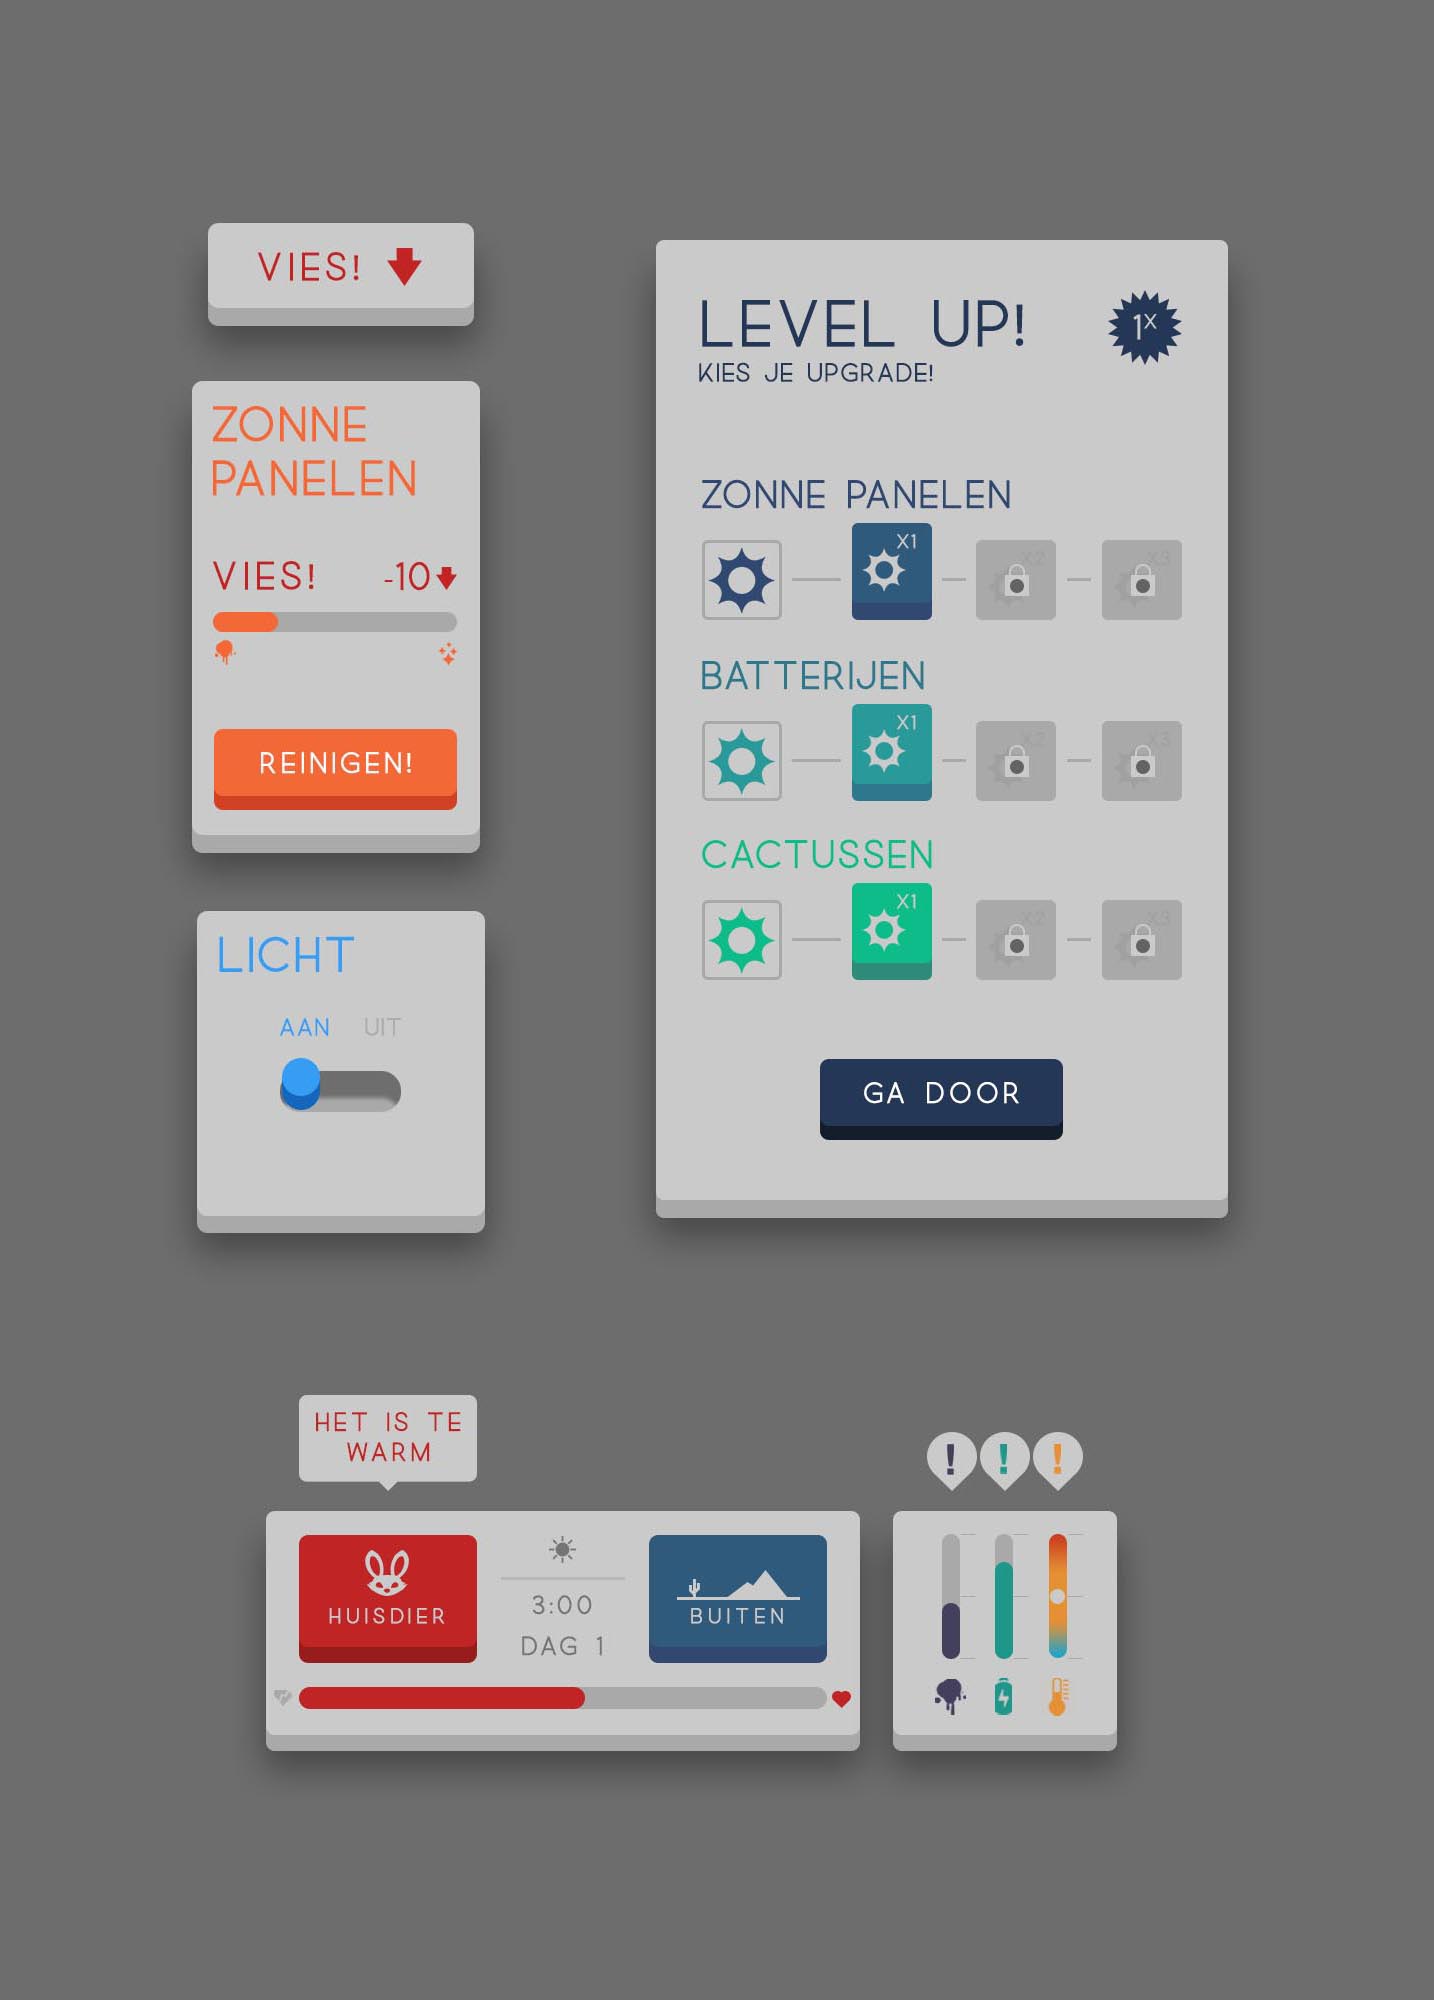 VIES!
ZONNE
PANELEN
VIES! -10
REINIGEN!
LICHT
AAN UIT
LEVEL UP!
1X
KIES JE UPGRADE!
ZONNE PANELEN
X1 X2 X3
BATTERIJEN
X1 X2 X3
CACTUSSEN
X1 X2 X3
GA DOOR
HET IS TE
WARM
! ! !
HUISDIER
3:00
DAG 1
BUITEN